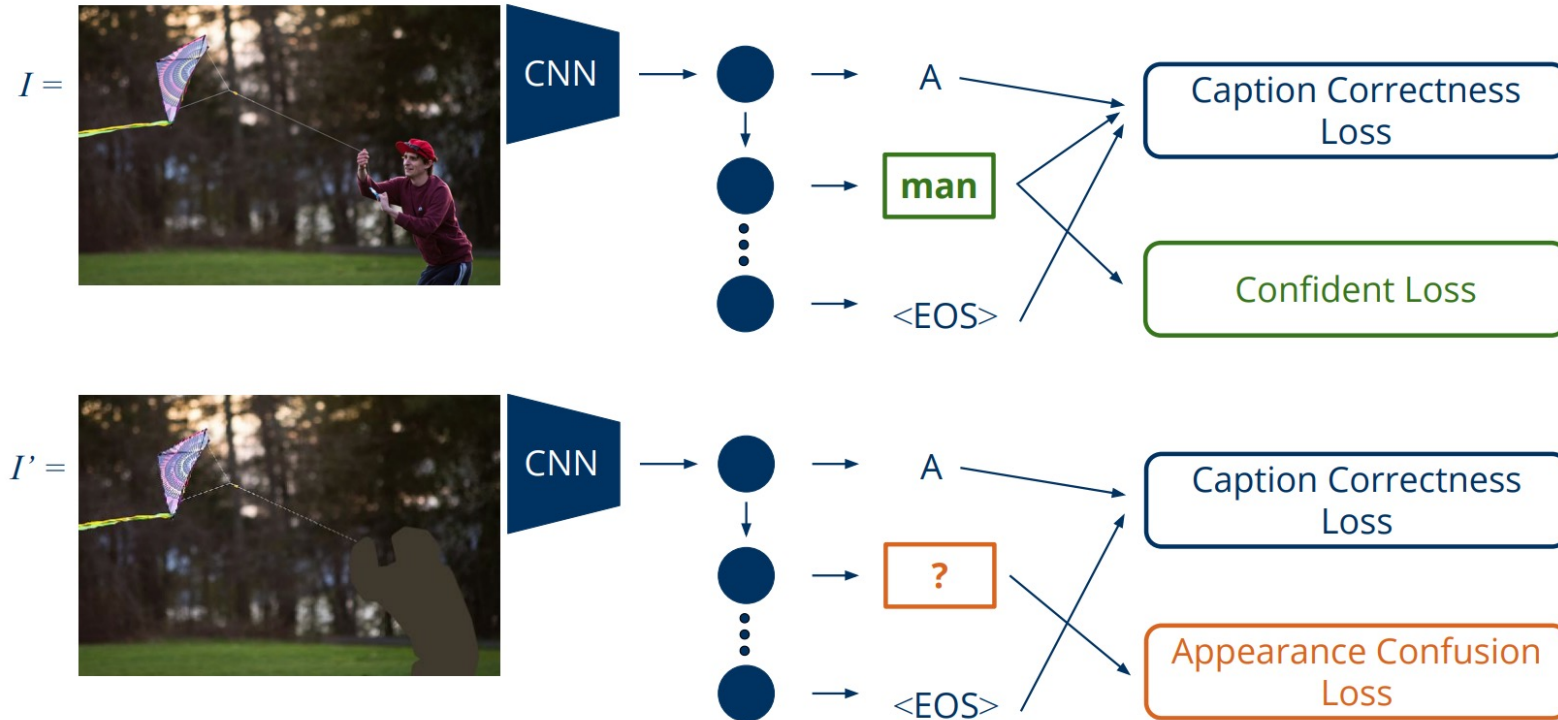 I =
CNN
A
Caption Correctness
Loss
man
Confident Loss
<EOS>
I’ =
CNN
A
Caption Correctness
Loss
?
Appearance Confusion
Loss
<EOS>